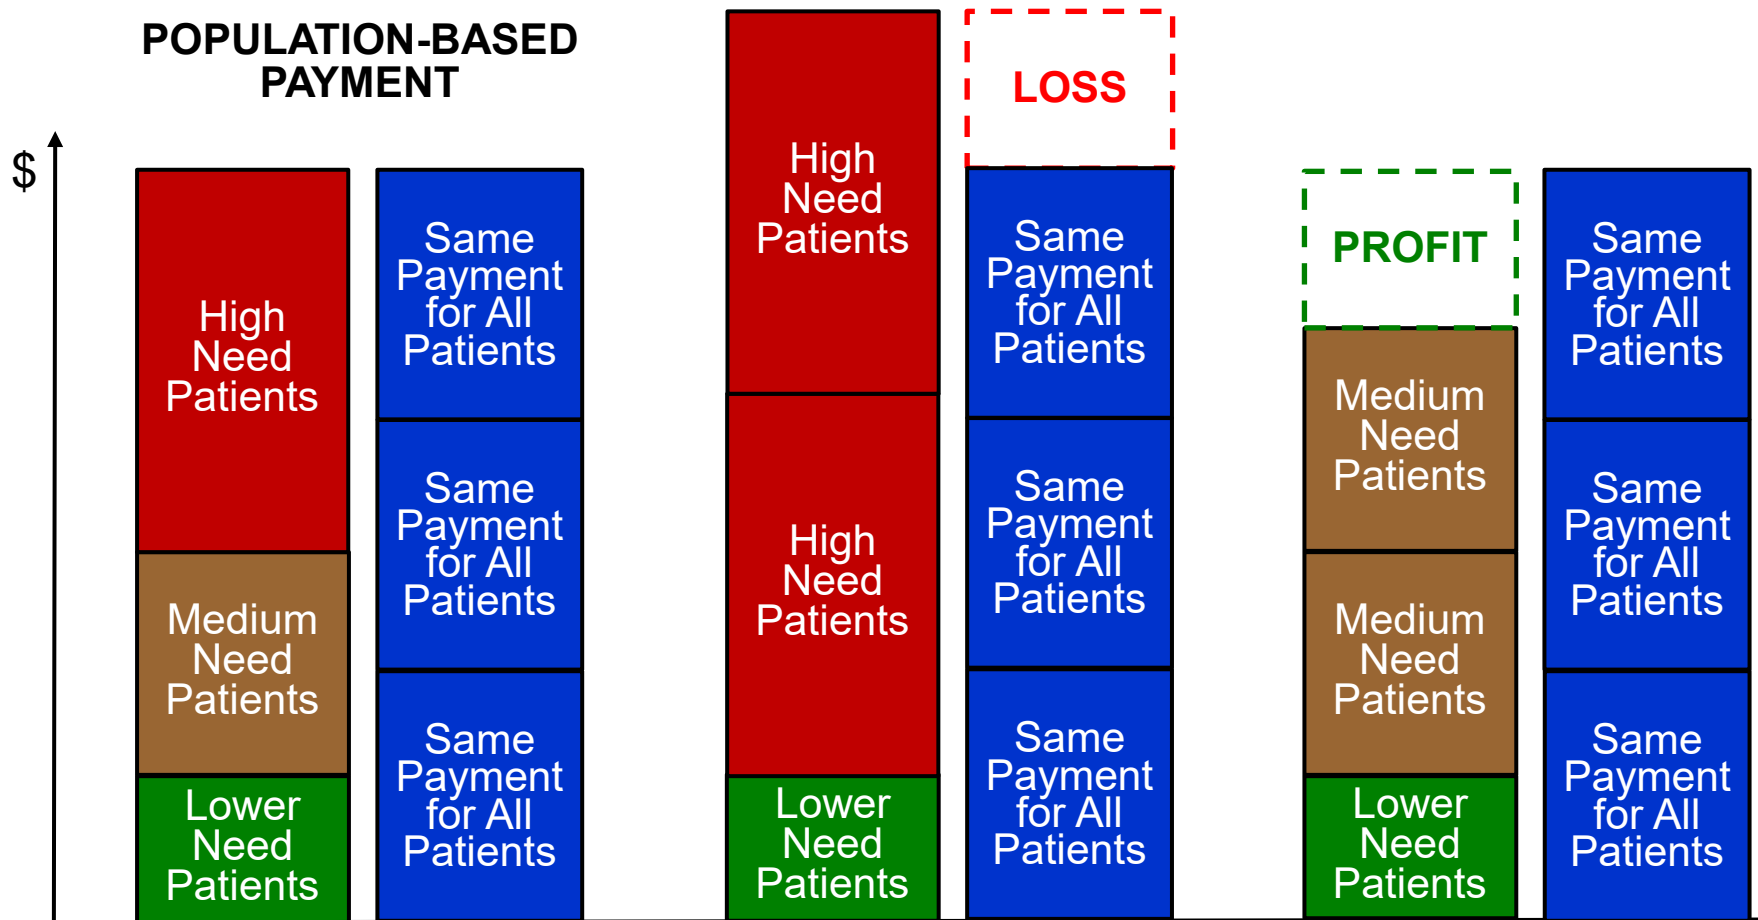 POPULATION-BASED
PAYMENT
$
High
Need
Patients
Medium
Need
Patients
Lower
Need
Patients
Same
Payment
for All
Patients
Same
Payment
for All
Patients
Same
Payment
for All
Patients
High
Need
Patients
High
Need
Patients
Lower
Need
Patients
LOSS
Same
Payment
for All
Patients
Same
Payment
for All
Patients
Same
Payment
for All
Patients
PROFIT
Medium
Need
Patients
Medium
Need
Patients
Lower
Need
Patients
Same
Payment
for All
Patients
Same
Payment
for All
Patients
Same
Payment
for All
Patients